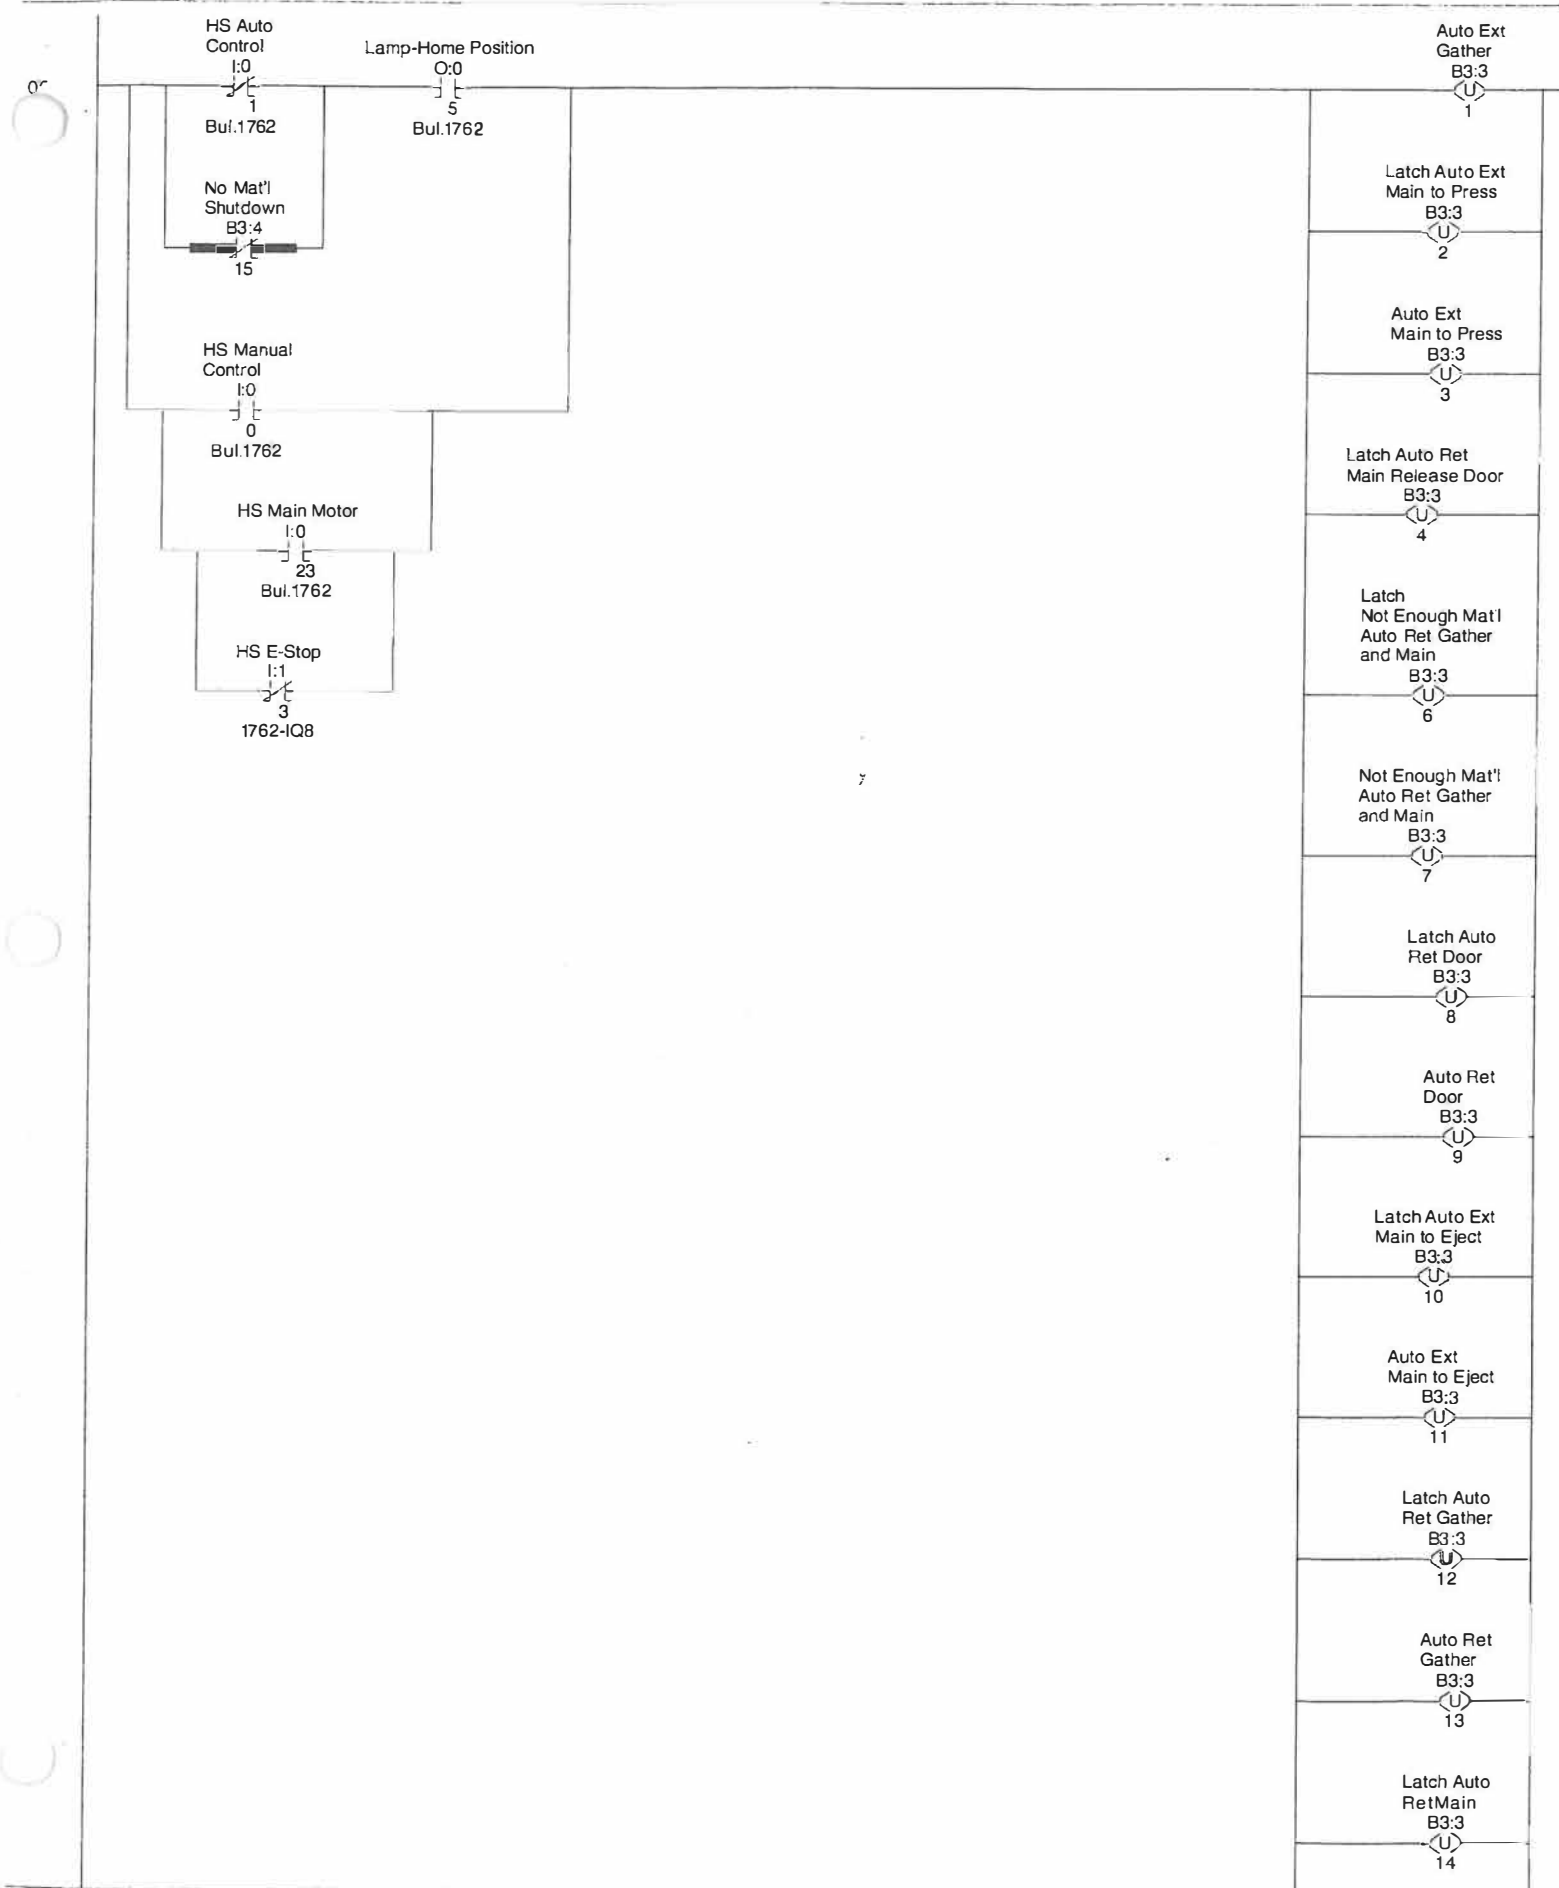 HS Auto
Control
I:0
1
Bul.1762
Lamp-Home Position
O:0
5
Bul.1762
No Mat'l
Shutdown
B3:4
15
HS Manual
Control
I:0
0
Bul.1762
HS Main Motor
I:0
23
Bul.1762
HS E-Stop
I:1
3
1762-IQ8
Auto Ext
Gather
B3:3
U
1
Latch Auto Ext
Main to Press
B3:3
U
2
Auto Ext
Main to Press
B3:3
U
3
Latch Auto Ret
Main Release Door
B3:3
U
4
Latch
Not Enough Mat'l
Auto Ret Gather
and Main
B3:3
U
6
Not Enough Mat'l
Auto Ret Gather
and Main
B3:3
U
7
Latch Auto
Ret Door
B3:3
U
8
Auto Ret
Door
B3:3
U
9
Latch Auto Ext
Main to Eject
B3:3
U
10
Auto Ext
Main to Eject
B3:3
U
11
Latch Auto
Ret Gather
B3:3
U
12
Auto Ret
Gather
B3:3
U
13
Latch Auto
RetMain
B3:3
U
14